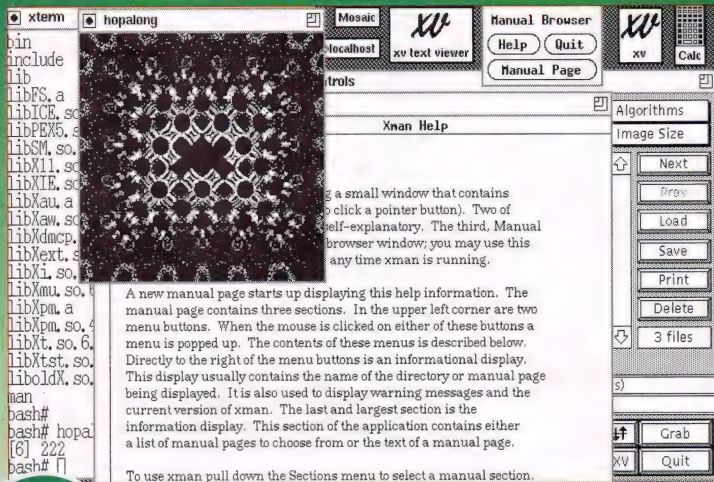 xterm
hopalong
Mosaic
localhost
xv text viewer
Manual Browser
Help
Quit
Manual Page
xv
Calc
trols
bin
include
lib
libFS.a
libICE.so
libPEX5.s
libSM.so.
libX11.so
libXIE.so
libXau.a
libXaw.so
libXdmcp.
libXext.s
libXi.so.
libXmu.so.6
libXpm.a
libXpm.so.4
libXt.so.6
libXtst.so.
liboldX.so.
man
bash#
bash# hopa
[6] 222
bash#
Xman Help
g a small window that contains
o click a pointer button). Two of
elf-explanatory. The third, Manual
browser window; you may use this
any time xman is running.
A new manual page starts up displaying this help information. The
manual page contains three sections. In the upper left corner are two
menu buttons. When the mouse is clicked on either of these buttons a
menu is popped up. The contents of these menus is described below.
Directly to the right of the menu buttons is an informational display.
This display usually contains the name of the directory or manual page
being displayed. It is also used to display warning messages and the
current version of xman. The last and largest section is the
information display. This section of the application contains either
a list of manual pages to choose from or the text of a manual page.
To use xman pull down the Sections menu to select a manual section.
Algorithms
Image Size
Next
Prev
Load
Save
Print
Delete
3 files
s)
Grab
XV
Quit